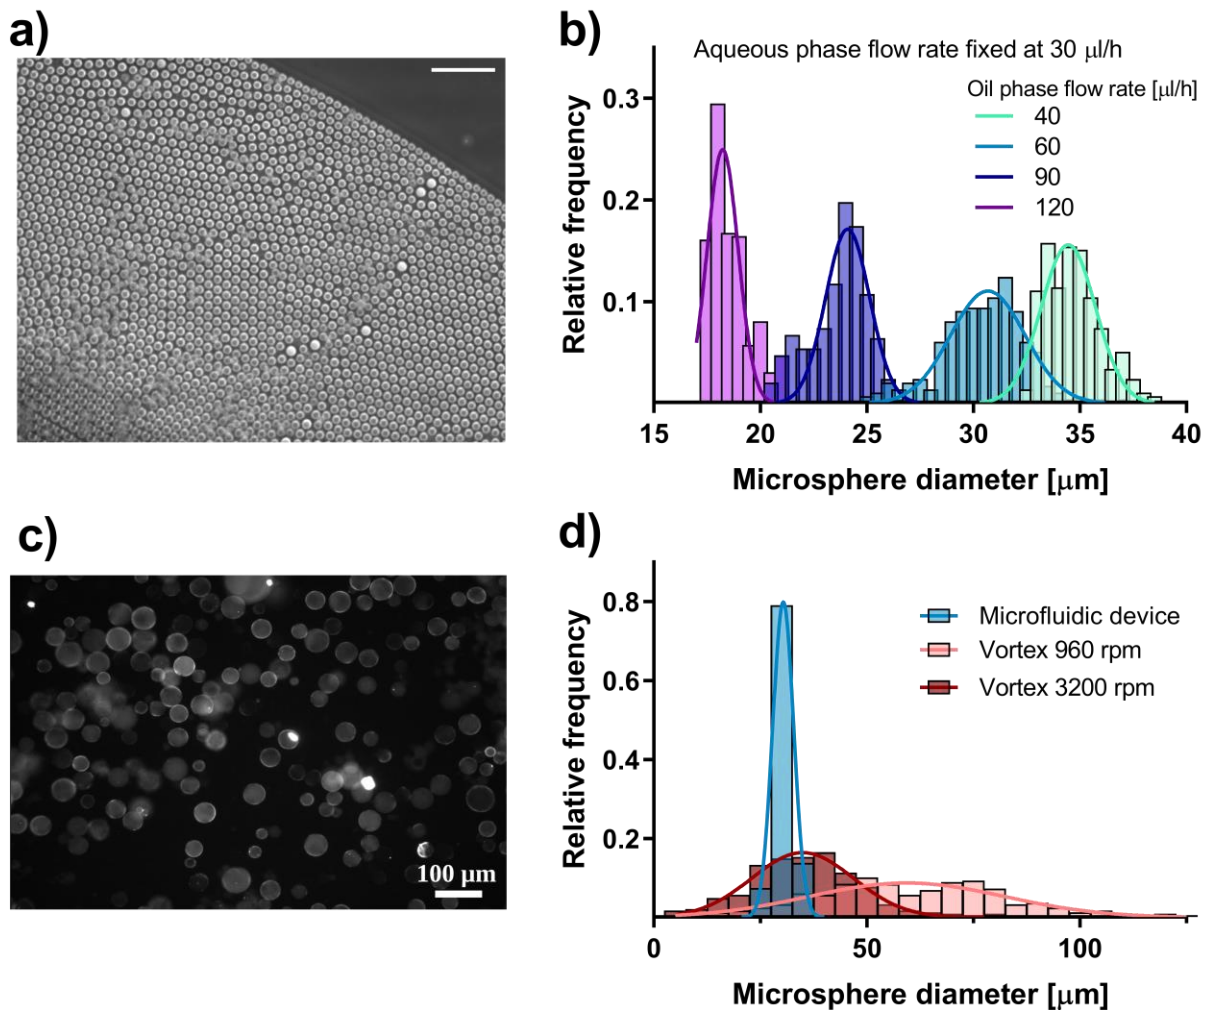 a)
b)
Aqueous phase flow rate fixed at 30 µl/h
Oil phase flow rate [µl/h]
40
60
90
120
Relative frequency
0.3
0.2
0.1
15 20 25 30 35 40
Microsphere diameter [µm]
c)
100 µm
d)
Microfluidic device
Vortex 960 rpm
Vortex 3200 rpm
Relative frequency
0.8
0.6
0.4
0.2
0 50 100
Microsphere diameter [µm]